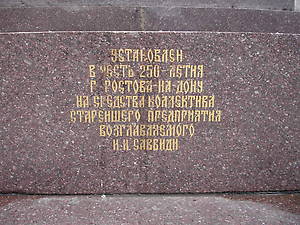 УСТАНОВЛЕН
В ЧЕСТЬ 250-ЛЕТИЯ
Г. РОСТОВА-НА-ДОНУ
НА СРЕДСТВА КОЛЛЕКТИВА
СТАРЕЙШЕГО ПРЕДПРИЯТИЯ
ВОЗГЛАВЛЯЕМОГО
И.И. САВВИДИ